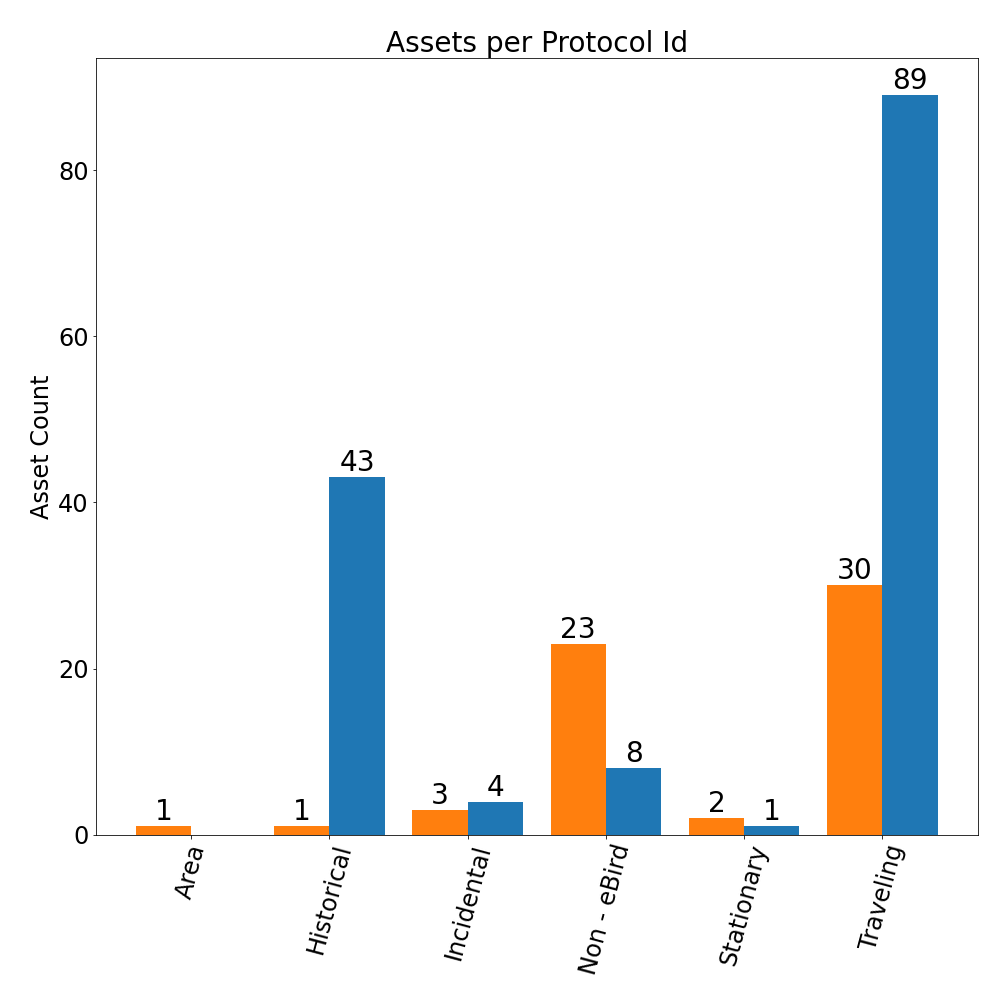 Assets per Protocol Id
89
80
60
Asset Count
43
40
30
23
20
8
3
4
2
1
1
1
0
Area
Historical
Incidental
Non - eBird
Stationary
Traveling